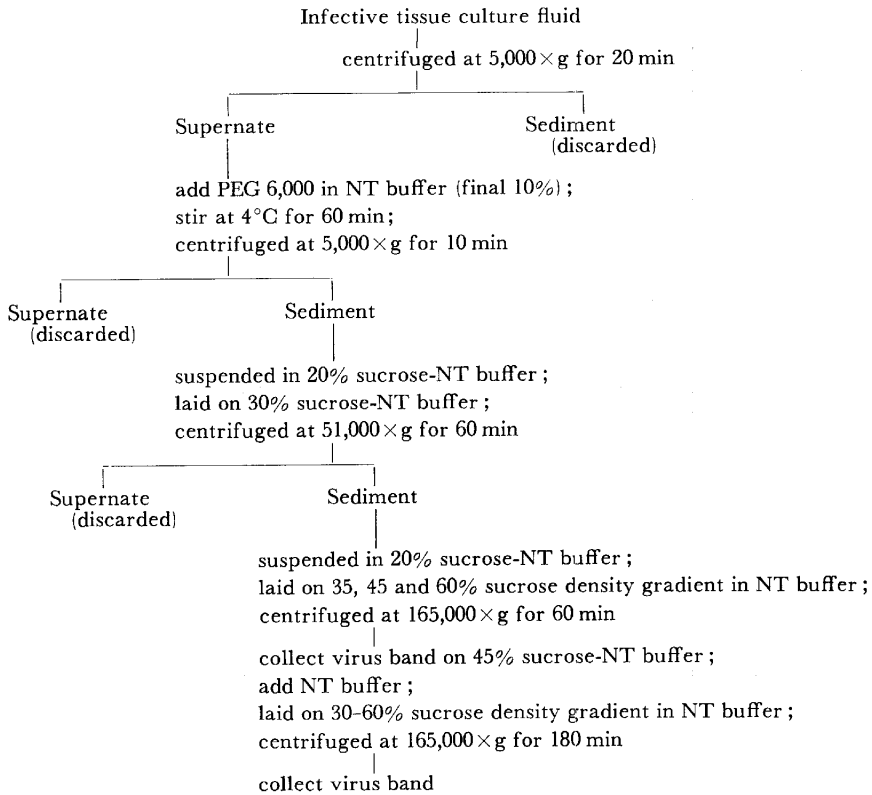 Infective tissue culture fluid
centrifuged at 5,000×g for 20 min
Supernate
Sediment
(discarded)
add PEG 6,000 in NT buffer (final 10%);
stir at 4°C for 60 min;
centrifuged at 5,000×g for 10 min
Supernate
(discarded)
Sediment
suspended in 20% sucrose-NT buffer;
laid on 30% sucrose-NT buffer;
centrifuged at 51,000×g for 60 min
Supernate
(discarded)
Sediment
suspended in 20% sucrose-NT buffer;
laid on 35, 45 and 60% sucrose density gradient in NT buffer;
centrifuged at 165,000×g for 60 min
collect virus band on 45% sucrose-NT buffer;
add NT buffer;
laid on 30-60% sucrose density gradient in NT buffer;
centrifuged at 165,000×g for 180 min
collect virus band